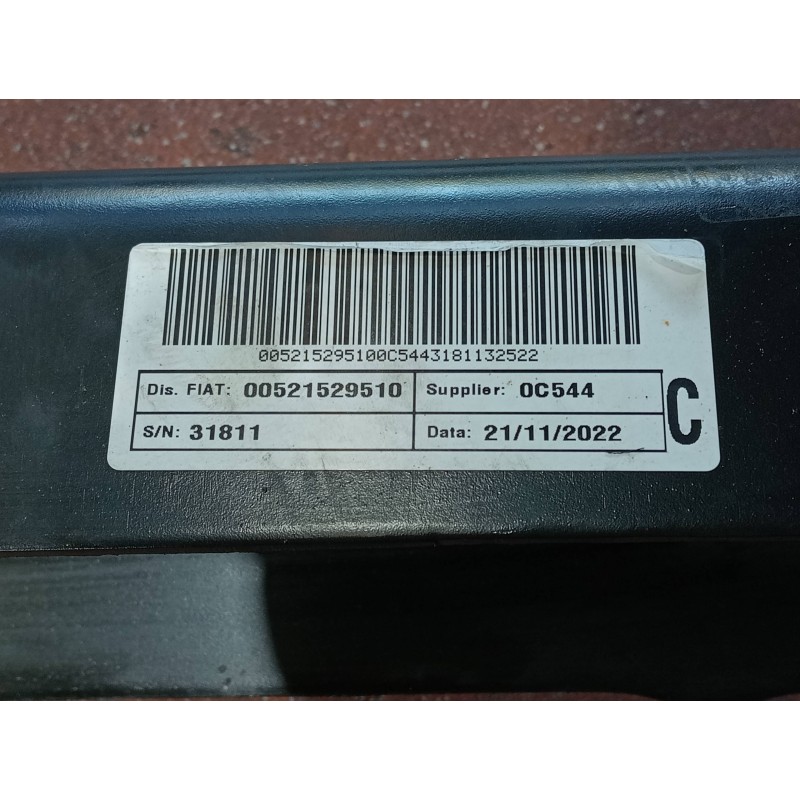 005215295100C5443181132522
Dis. FIAT: 00521529510 Supplier: 0C544
S/N: 31811 Data: 21/11/2022
C